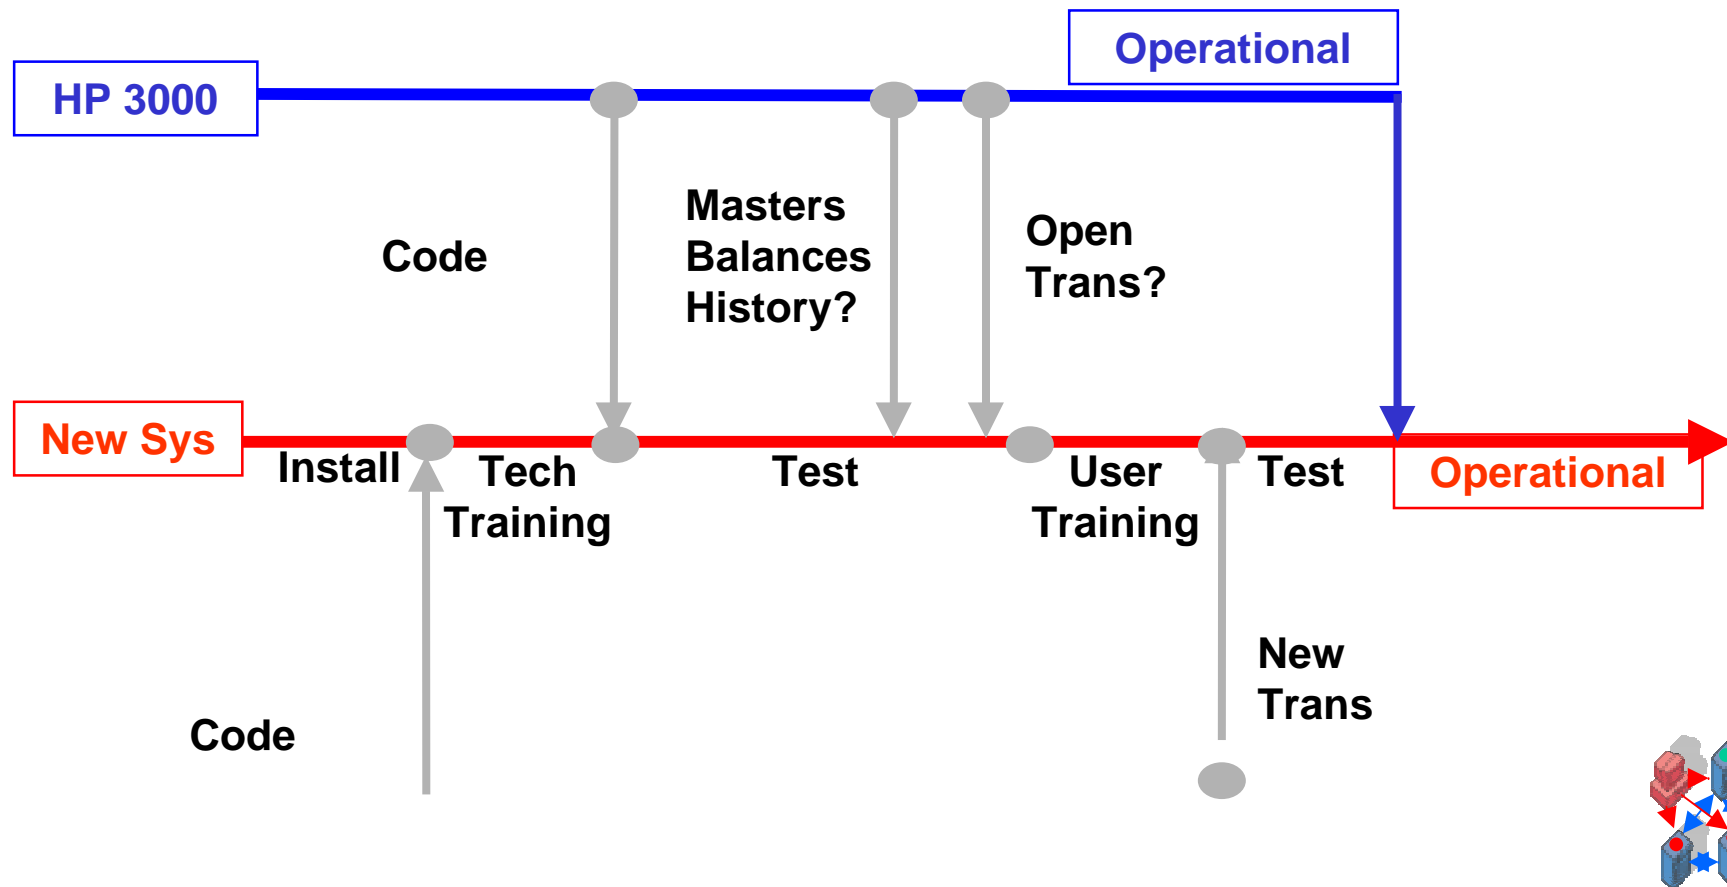 Operational
HP 3000
Code
Masters
Balances
History?
Open
Trans?
New Sys
Install
Tech
Training
Test
User
Training
Test
Operational
Code
New
Trans